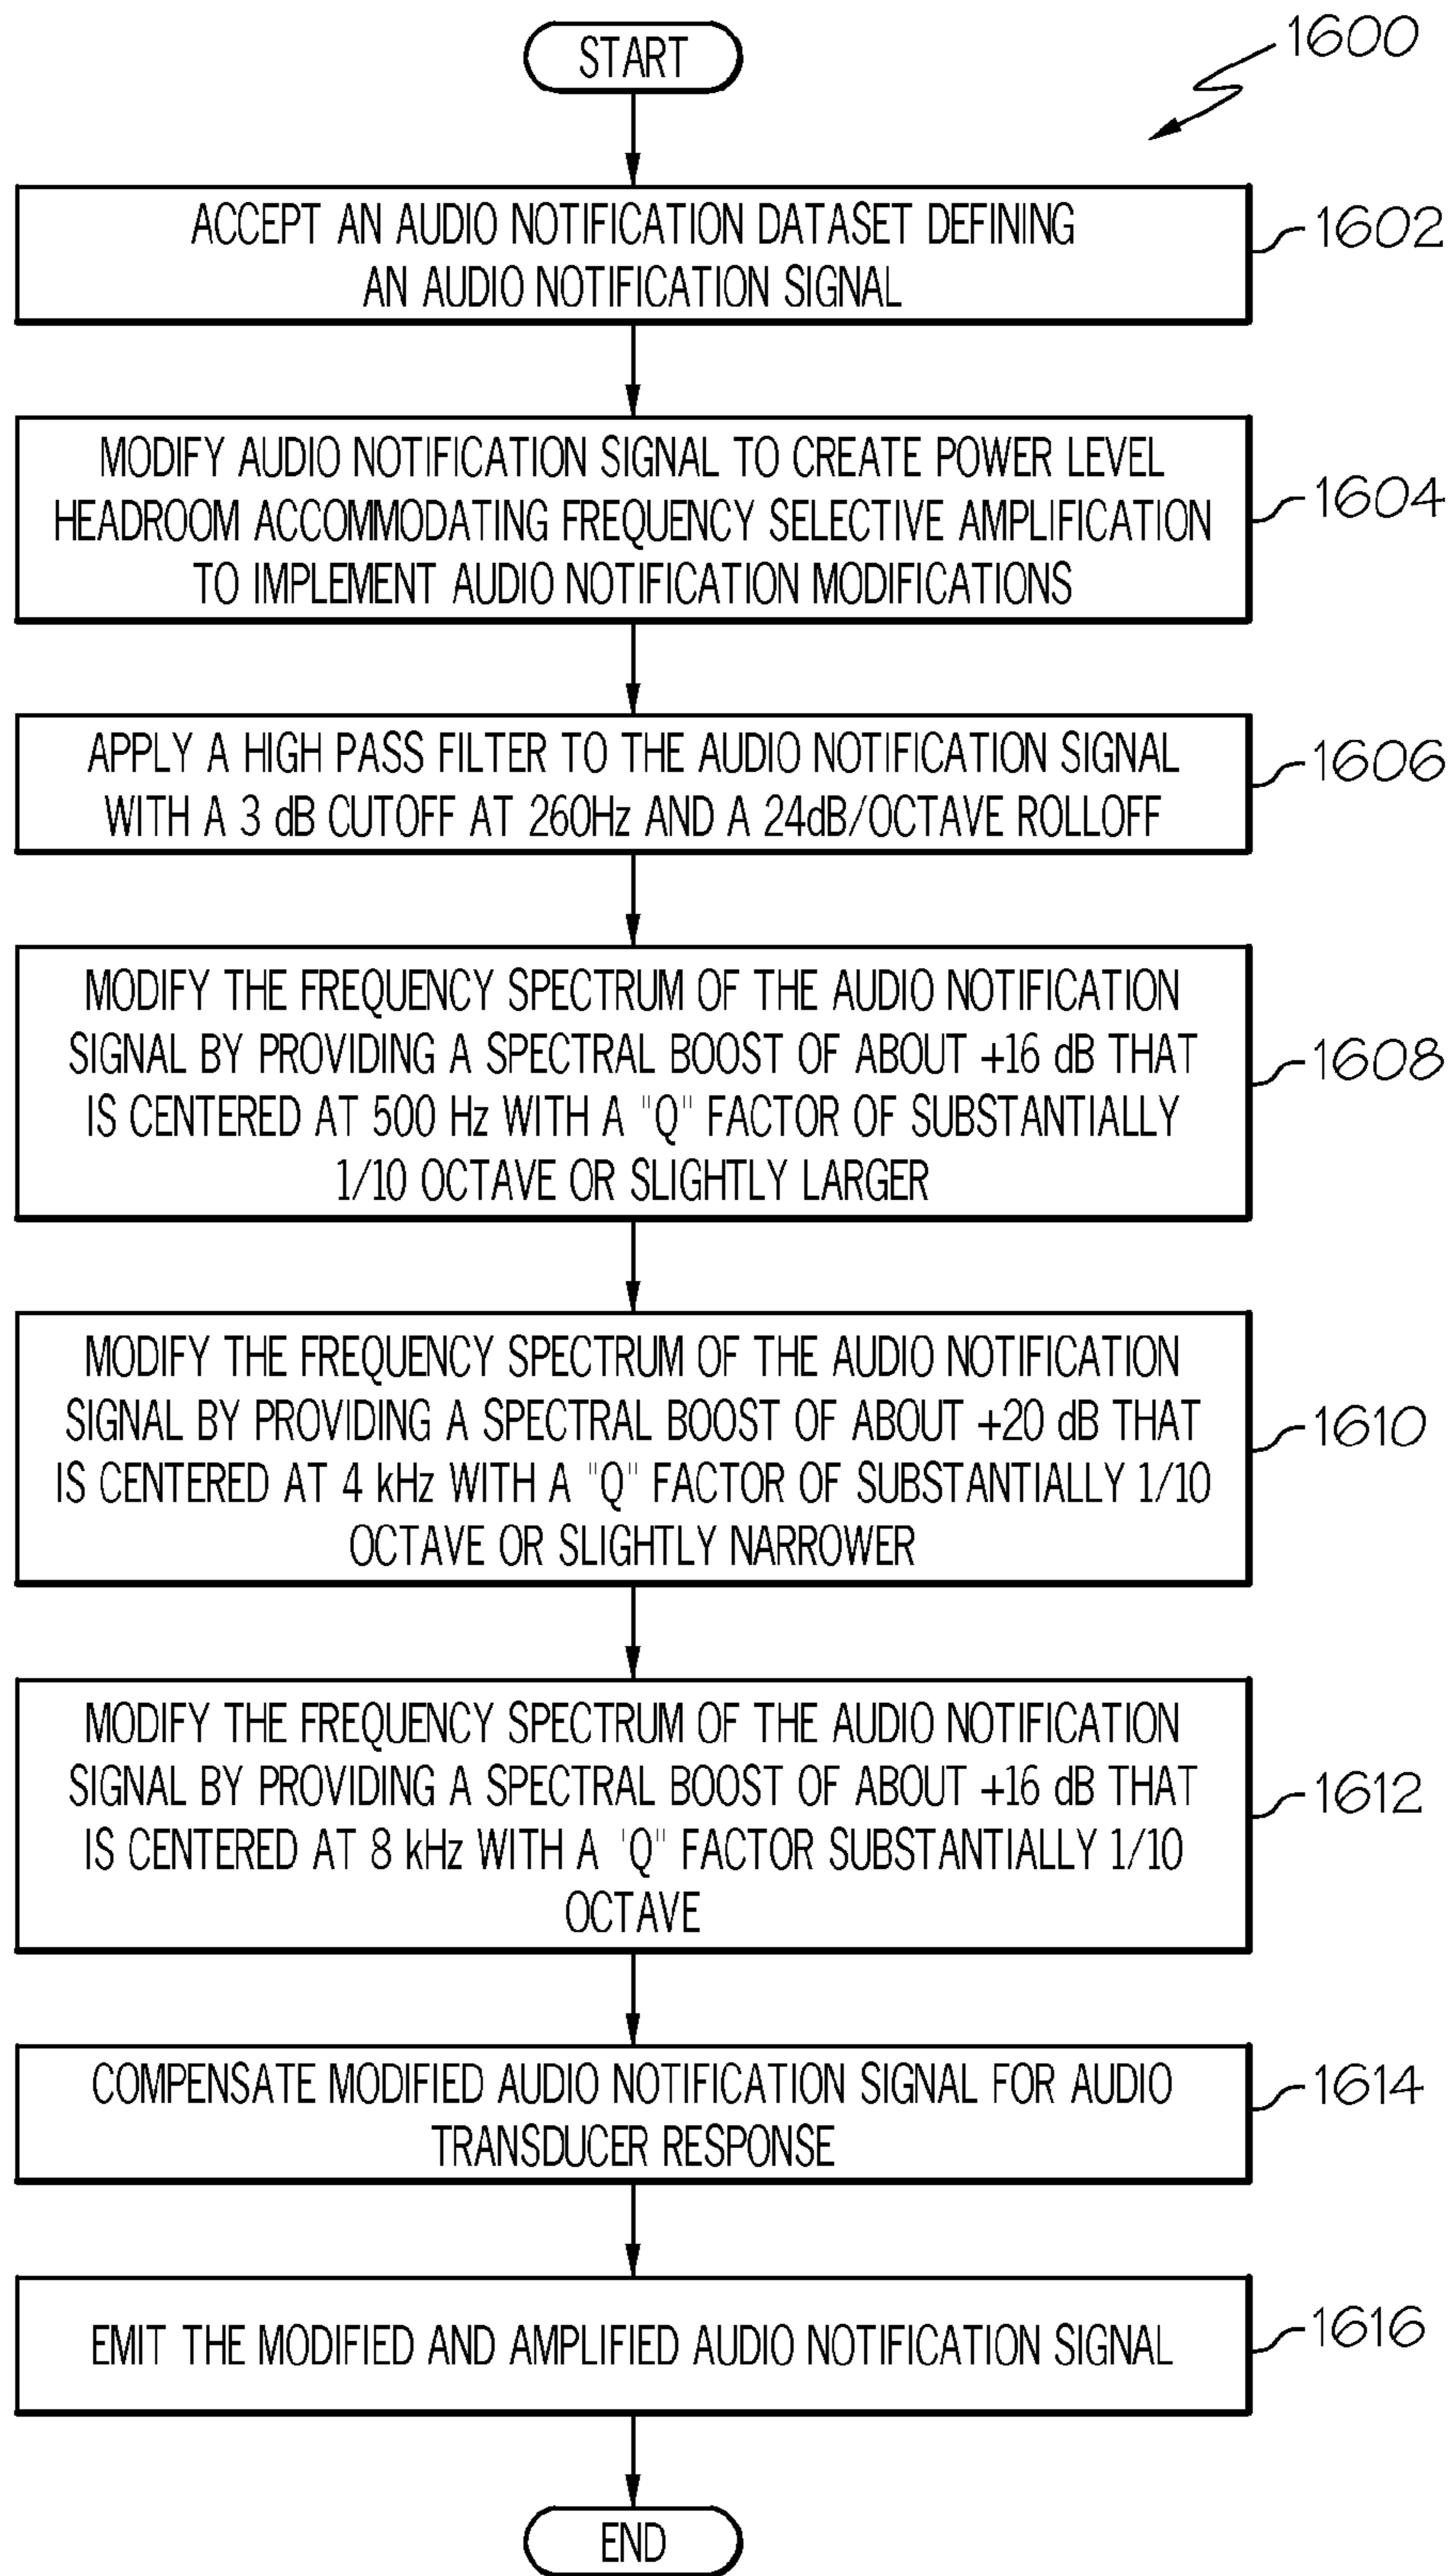 START
1600
ACCEPT AN AUDIO NOTIFICATION DATASET DEFINING
AN AUDIO NOTIFICATION SIGNAL
1602
MODIFY AUDIO NOTIFICATION SIGNAL TO CREATE POWER LEVEL
HEADROOM ACCOMMODATING FREQUENCY SELECTIVE AMPLIFICATION
TO IMPLEMENT AUDIO NOTIFICATION MODIFICATIONS
1604
APPLY A HIGH PASS FILTER TO THE AUDIO NOTIFICATION SIGNAL
WITH A 3 dB CUTOFF AT 260Hz AND A 24dB/OCTAVE ROLLOFF
1606
MODIFY THE FREQUENCY SPECTRUM OF THE AUDIO NOTIFICATION
SIGNAL BY PROVIDING A SPECTRAL BOOST OF ABOUT +16 dB THAT
IS CENTERED AT 500 Hz WITH A "Q" FACTOR OF SUBSTANTIALLY
1/10 OCTAVE OR SLIGHTLY LARGER
1608
MODIFY THE FREQUENCY SPECTRUM OF THE AUDIO NOTIFICATION
SIGNAL BY PROVIDING A SPECTRAL BOOST OF ABOUT +20 dB THAT
IS CENTERED AT 4 kHz WITH A "Q" FACTOR OF SUBSTANTIALLY 1/10
OCTAVE OR SLIGHTLY NARROWER
1610
MODIFY THE FREQUENCY SPECTRUM OF THE AUDIO NOTIFICATION
SIGNAL BY PROVIDING A SPECTRAL BOOST OF ABOUT +16 dB THAT
IS CENTERED AT 8 kHz WITH A 'Q" FACTOR SUBSTANTIALLY 1/10
OCTAVE
1612
COMPENSATE MODIFIED AUDIO NOTIFICATION SIGNAL FOR AUDIO
TRANSDUCER RESPONSE
1614
EMIT THE MODIFIED AND AMPLIFIED AUDIO NOTIFICATION SIGNAL
1616
END